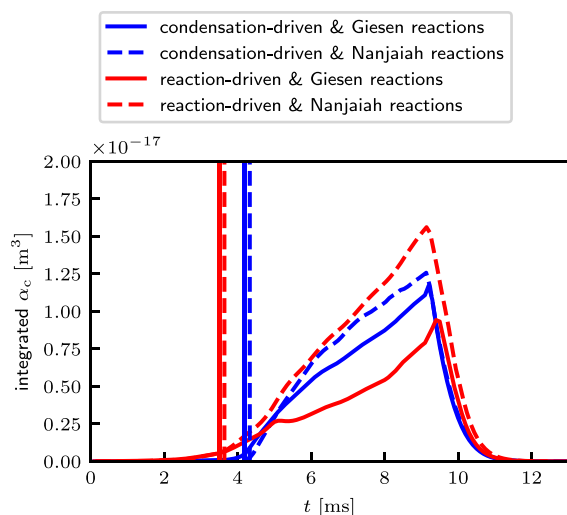 condensation-driven & Giesen reactions
condensation-driven & Nanjaiah reactions
reaction-driven & Giesen reactions
reaction-driven & Nanjaiah reactions
×10⁻¹⁷
2.00
1.75
1.50
1.25
1.00
0.75
0.50
0.25
0.00
integrated α_c [m³]
0 2 4 6 8 10 12
t [ms]